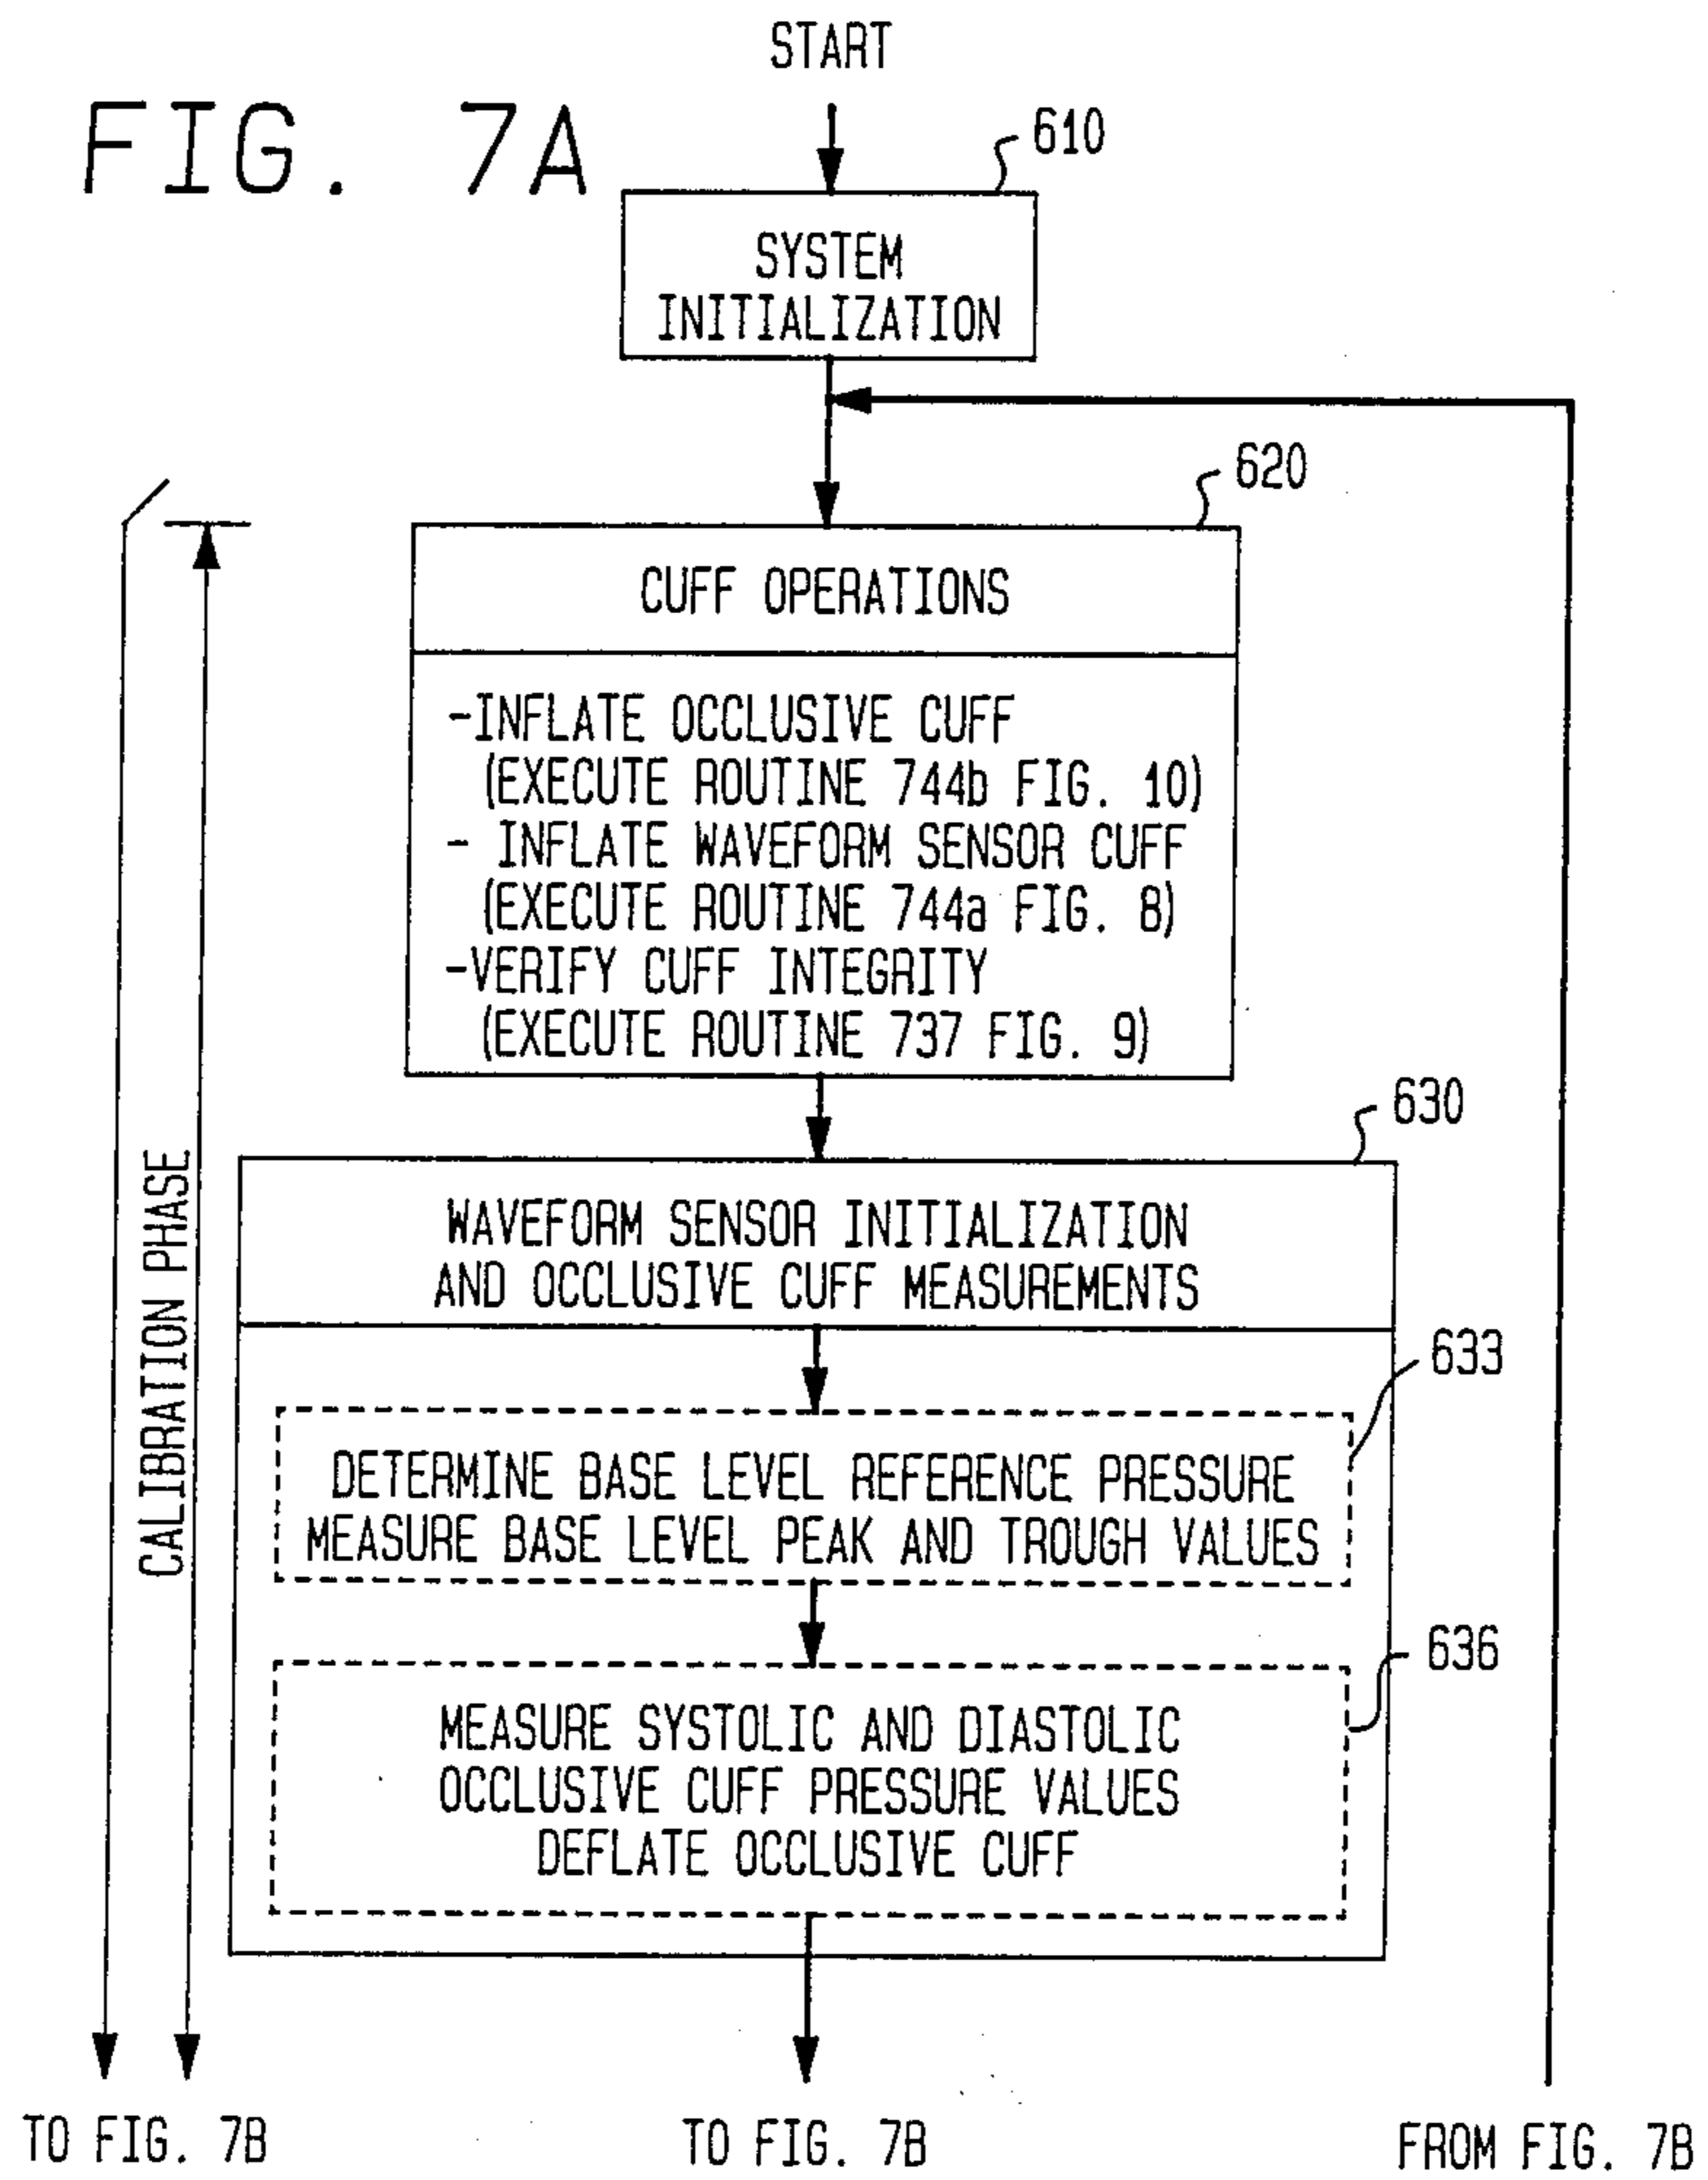 START
FIG. 7A
610
SYSTEM
INITIALIZATION
620
CUFF OPERATIONS
-INFLATE OCCLUSIVE CUFF
(EXECUTE ROUTINE 744b FIG. 10)
- INFLATE WAVEFORM SENSOR CUFF
(EXECUTE ROUTINE 744a FIG. 8)
-VERIFY CUFF INTEGRITY
(EXECUTE ROUTINE 737 FIG. 9)
630
WAVEFORM SENSOR INITIALIZATION
AND OCCLUSIVE CUFF MEASUREMENTS
CALIBRATION PHASE
633
DETERMINE BASE LEVEL REFERENCE PRESSURE
MEASURE BASE LEVEL PEAK AND TROUGH VALUES
636
MEASURE SYSTOLIC AND DIASTOLIC
OCCLUSIVE CUFF PRESSURE VALUES
DEFLATE OCCLUSIVE CUFF
TO FIG. 7B
TO FIG. 7B
FROM FIG. 7B